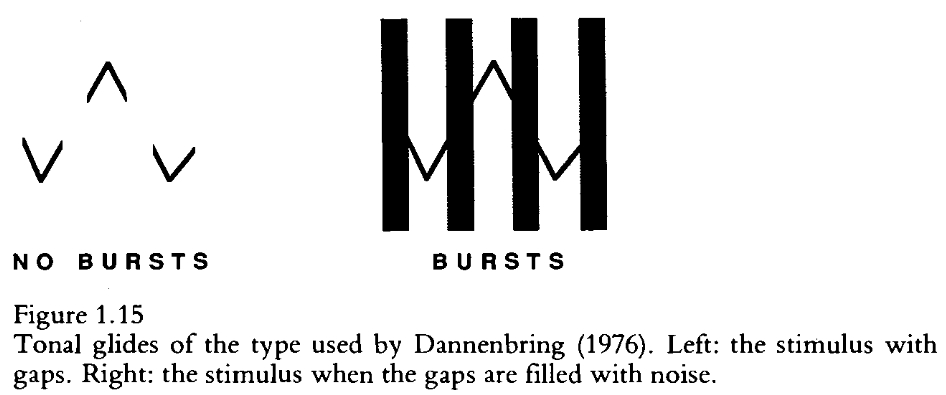 NO BURSTS
BURSTS
Figure 1.15
Tonal glides of the type used by Dannenbring (1976). Left: the stimulus with
gaps. Right: the stimulus when the gaps are filled with noise.